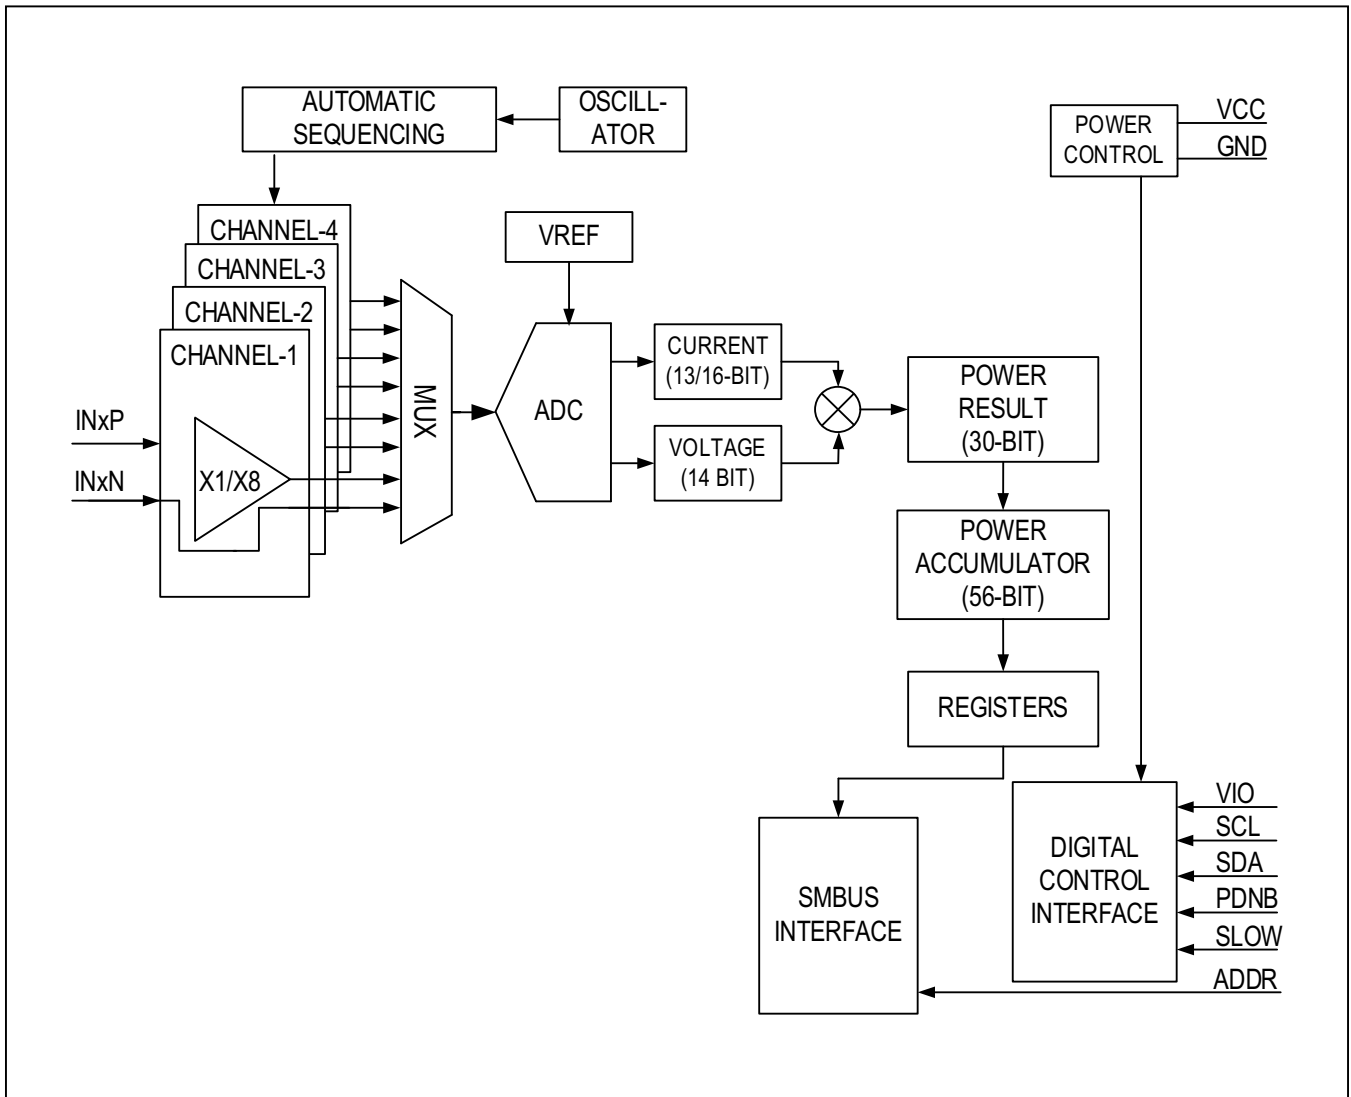 AUTOMATIC
SEQUENCING
OSCILL-
ATOR
POWER
CONTROL
VCC
GND
CHANNEL-4
CHANNEL-3
CHANNEL-2
CHANNEL-1
VREF
INxP
INxN
X1/X8
MUX
ADC
CURRENT
(13/16-BIT)
VOLTAGE
(14 BIT)
POWER
RESULT
(30-BIT)
POWER
ACCUMULATOR
(56-BIT)
REGISTERS
SMBUS
INTERFACE
DIGITAL
CONTROL
INTERFACE
VIO
SCL
SDA
PDNB
SLOW
ADDR